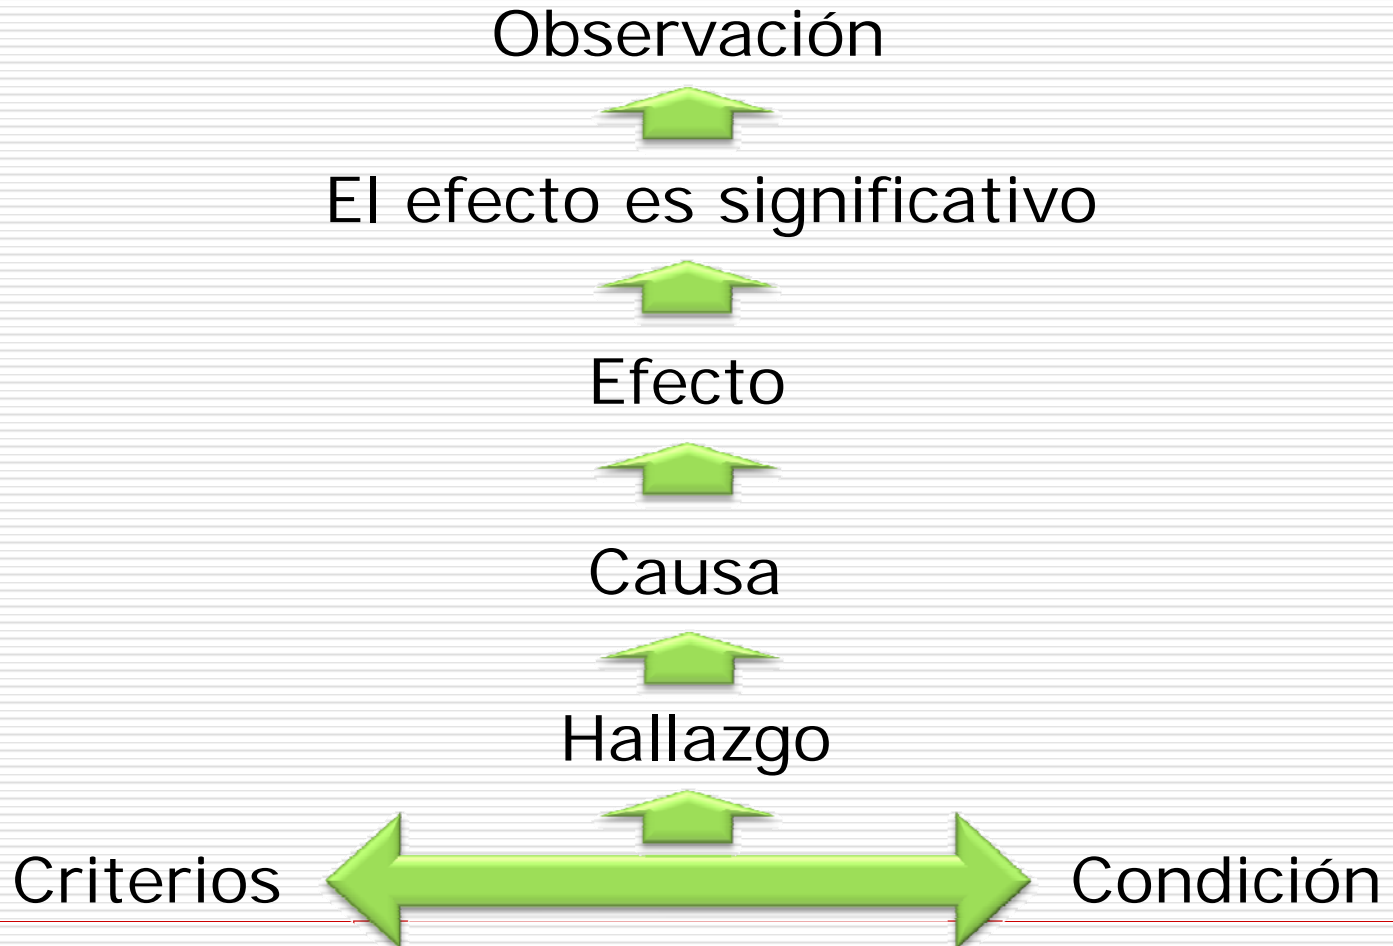 Observación
El efecto es significativo
Efecto
Causa
Hallazgo
Criterios Condición